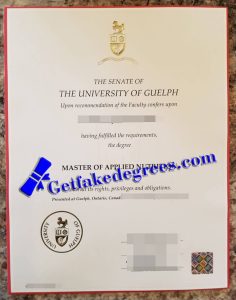 THE SENATE OF
THE UNIVERSITY OF GUELPH
Upon recommendation of the Faculty confers upon
having fulfilled the requirements,
the degree
MASTER OF APPLIED
Getfakedegrees.com
its rights, privileges and obligations.
Presented at Guelph, Ontario,
UNIVERSITY OF GUELPH